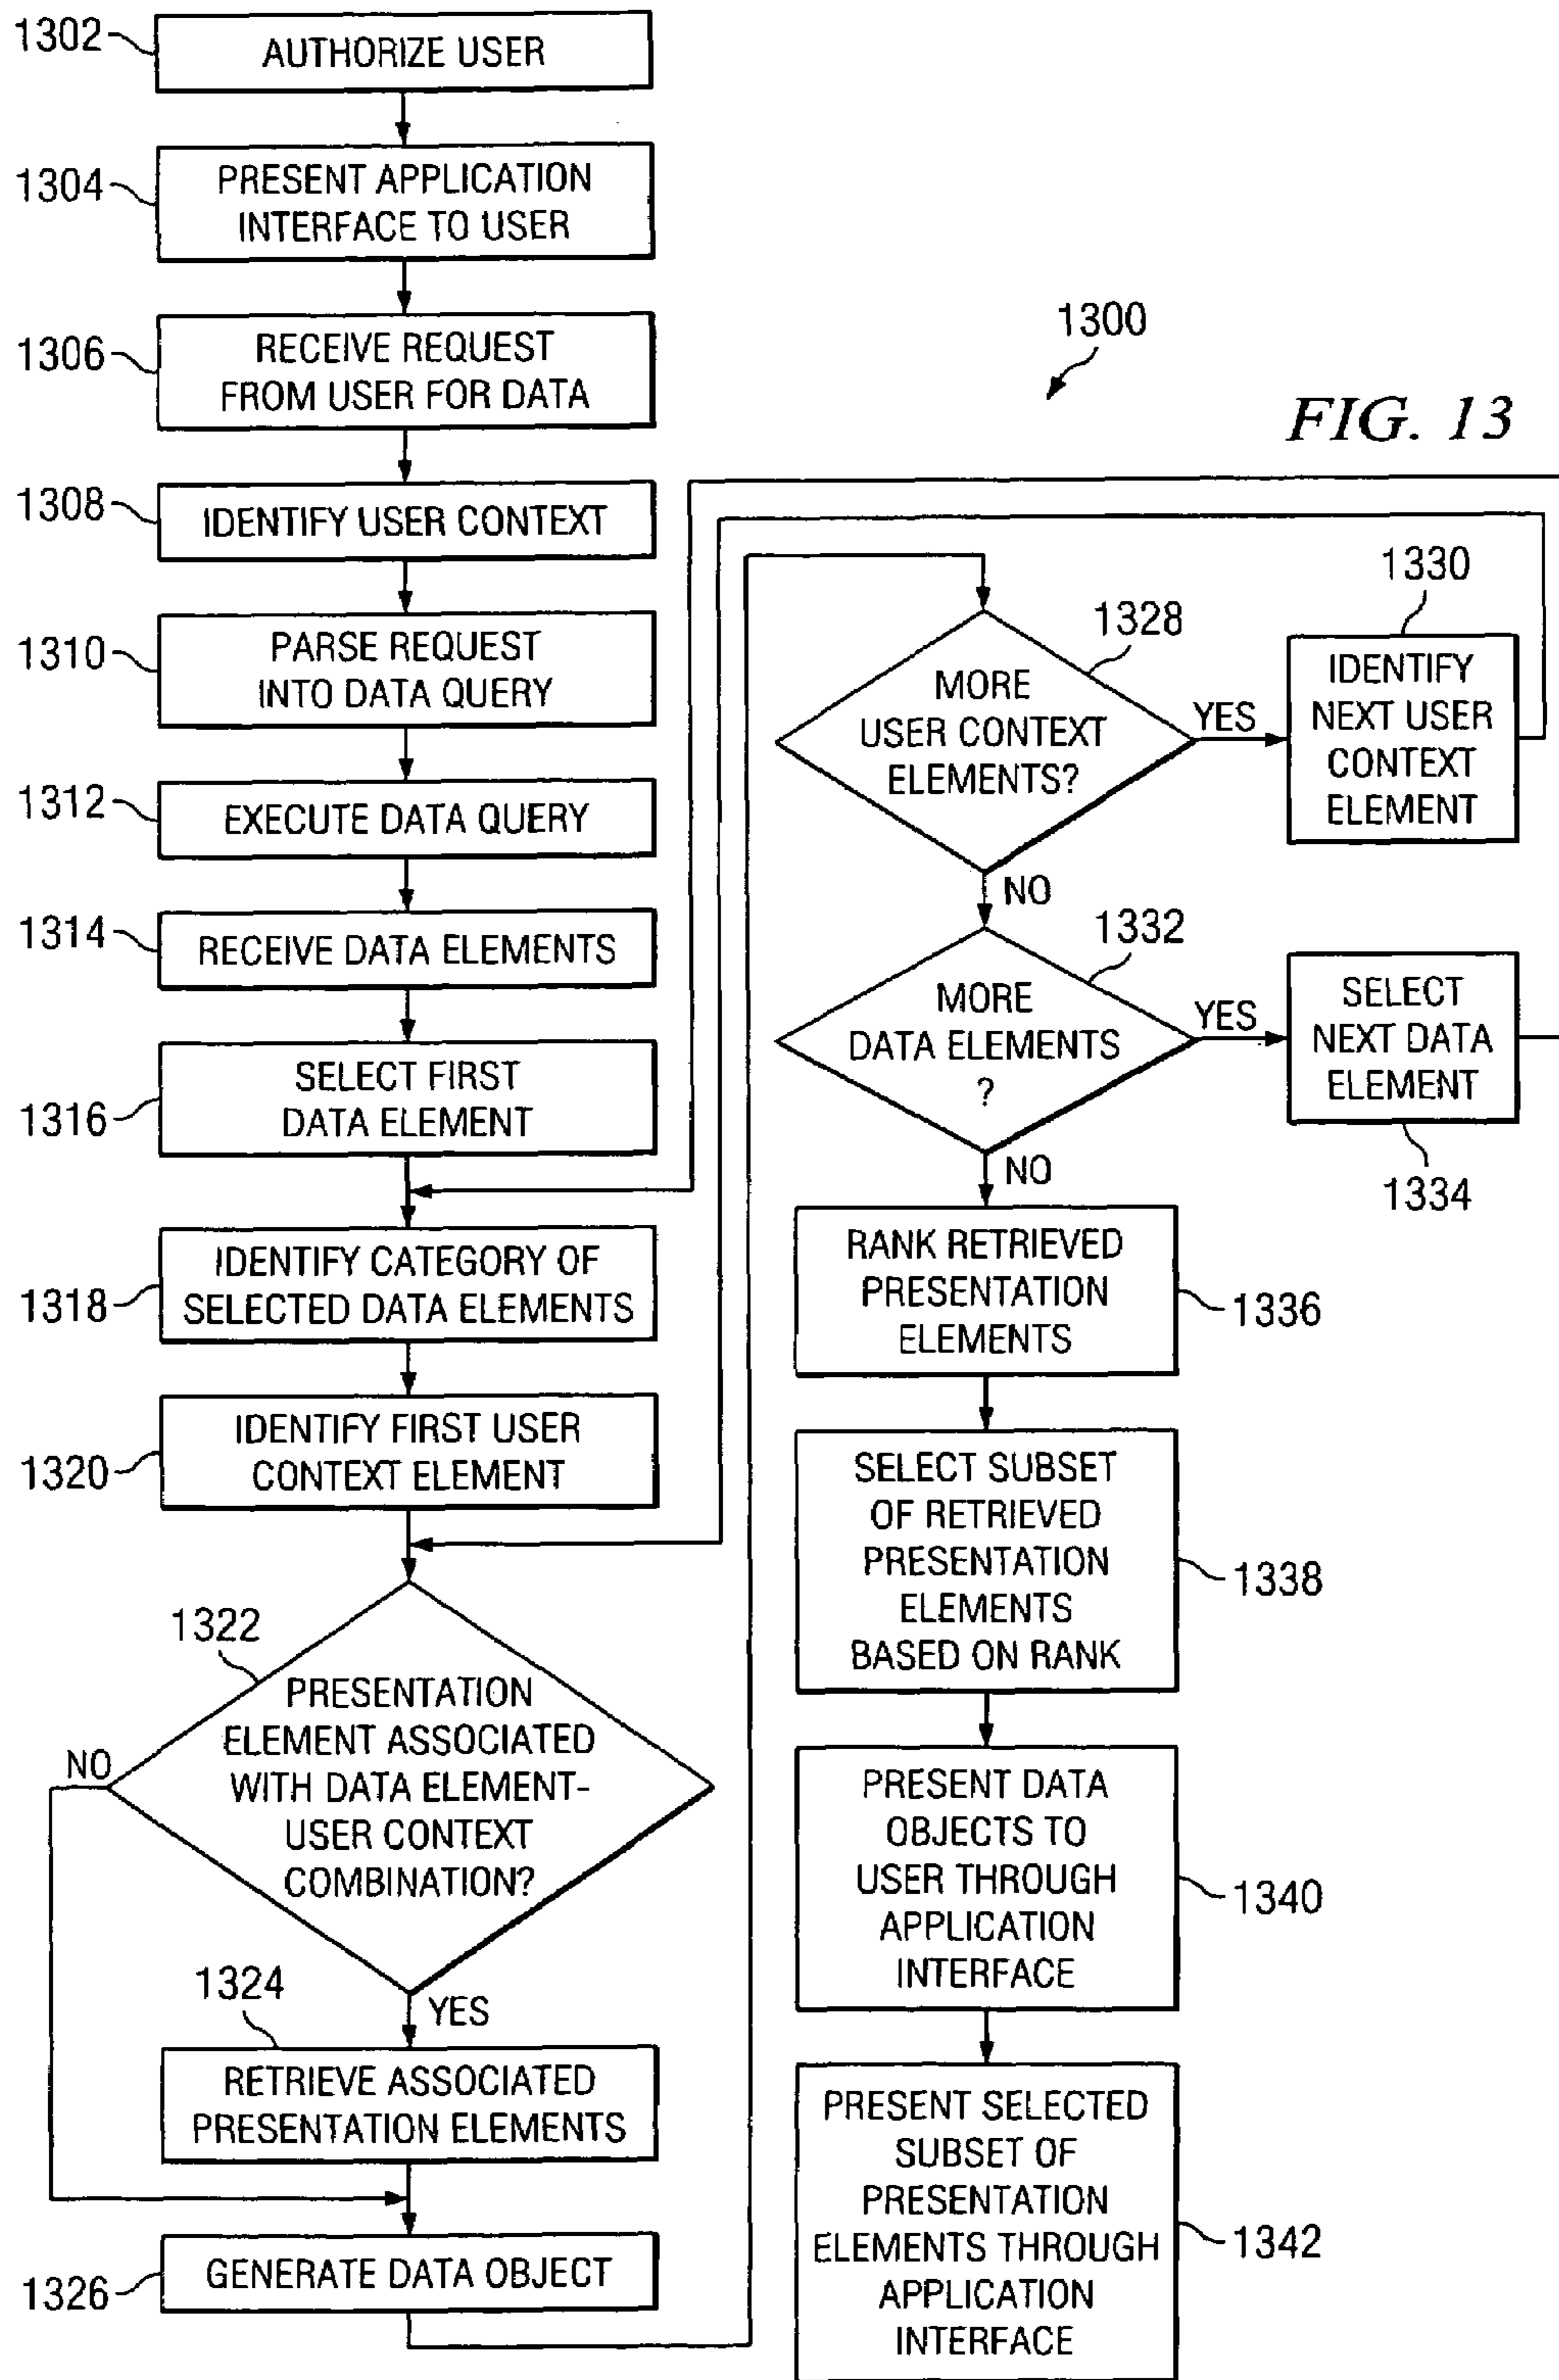 1302
AUTHORIZE USER
1304
PRESENT APPLICATION
INTERFACE TO USER
1306
RECEIVE REQUEST
FROM USER FOR DATA
1308
IDENTIFY USER CONTEXT
1310
PARSE REQUEST
INTO DATA QUERY
1312
EXECUTE DATA QUERY
1314
RECEIVE DATA ELEMENTS
1316
SELECT FIRST
DATA ELEMENT
1318
IDENTIFY CATEGORY OF
SELECTED DATA ELEMENTS
1320
IDENTIFY FIRST USER
CONTEXT ELEMENT
1322
PRESENTATION
ELEMENT ASSOCIATED
WITH DATA ELEMENT-
USER CONTEXT
COMBINATION?
NO
YES
1324
RETRIEVE ASSOCIATED
PRESENTATION ELEMENTS
1326
GENERATE DATA OBJECT
1300
FIG. 13
1328
MORE
USER CONTEXT
ELEMENTS?
YES
1330
IDENTIFY
NEXT USER
CONTEXT
ELEMENT
NO
1332
MORE
DATA ELEMENTS
?
YES
SELECT
NEXT DATA
ELEMENT
1334
NO
RANK RETRIEVED
PRESENTATION
ELEMENTS
1336
SELECT SUBSET
OF RETRIEVED
PRESENTATION
ELEMENTS
BASED ON RANK
1338
PRESENT DATA
OBJECTS TO
USER THROUGH
APPLICATION
INTERFACE
1340
PRESENT SELECTED
SUBSET OF
PRESENTATION
ELEMENTS THROUGH
APPLICATION
INTERFACE
1342